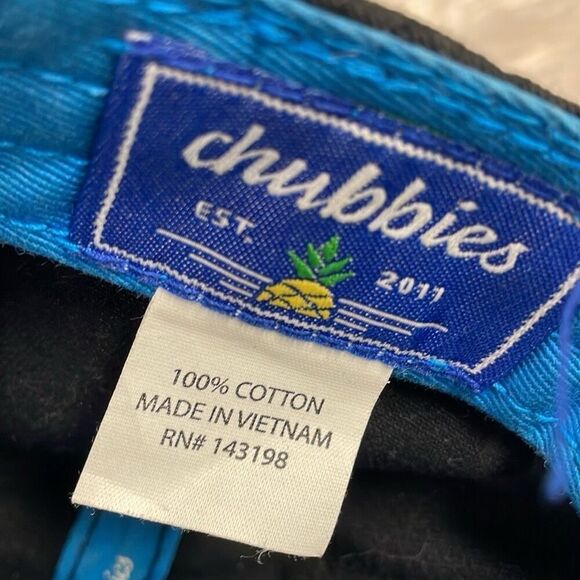 chubbies
EST. 2011
100% COTTON
MADE IN VIETNAM
RN# 143198